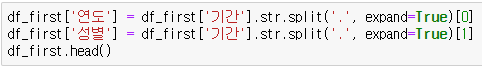 df_first['연도'] = df_first['기간'].str.split('.', expand=True)[0]
df_first['성별'] = df_first['기간'].str.split('.', expand=True)[1]
df_first.head()